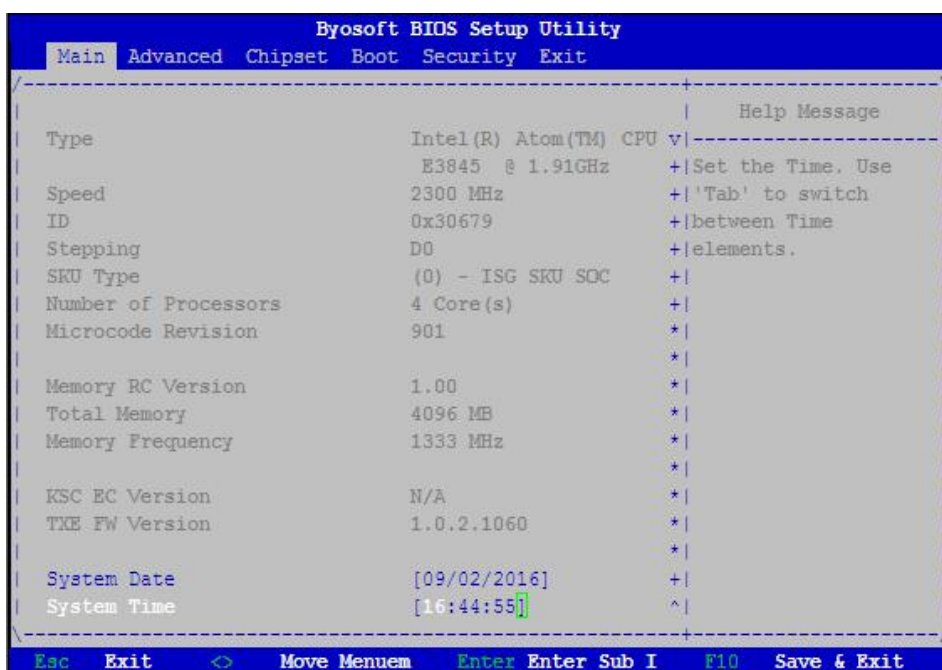 Byosoft BIOS Setup Utility
Main Advanced Chipset Boot Security Exit
Help Message
Type Intel(R) Atom(TM) CPU
E3845 @ 1.91GHz
Speed 2300 MHz
ID 0x30679
Stepping D0
SKU Type (0) - ISG SKU SOC
Number of Processors 4 Core(s)
Microcode Revision 901
Memory RC Version 1.00
Total Memory 4096 MB
Memory Frequency 1333 MHz
KSC EC Version N/A
TXE FW Version 1.0.2.1060
System Date [09/02/2016]
System Time [16:44:55]
Set the Time. Use
'Tab' to switch
between Time
elements.
Esc Exit <> Move Menuem Enter Enter Sub I F10 Save & Exit